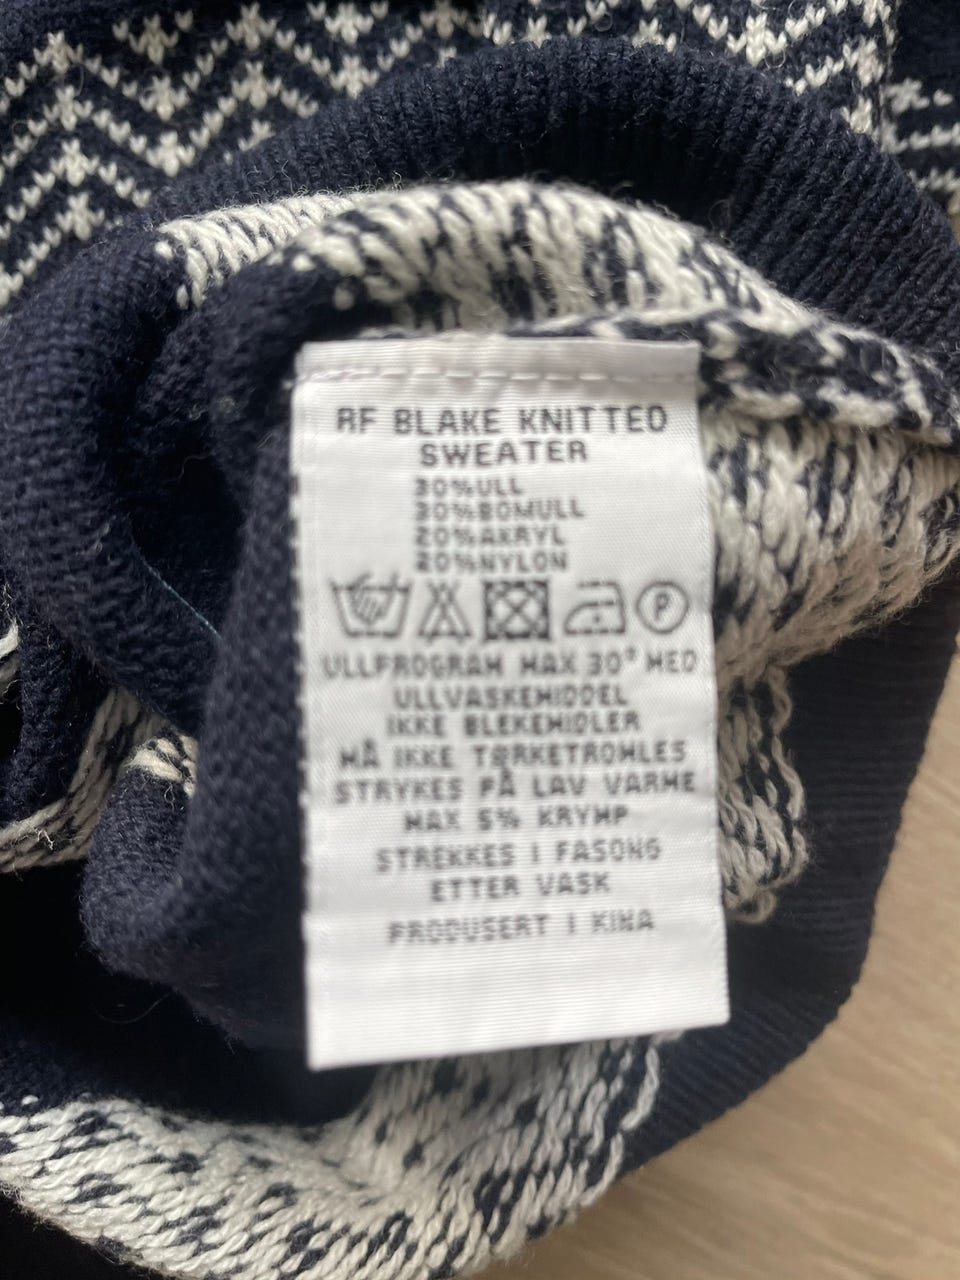 RF BLAKE KNITTED
SWEATER
30%ULL
30%BOMULL
20%AKRYL
20%NYLON
P
ULLPROGRAM MAX 30° MED
ULLVASKEMIDDEL
IKKE BLEKEMIDLER
MÅ IKKE TØRKETROMLES
STRYKES PÅ LAV VARME
MAX 5% KRYMP
STREKKES I FASONG
ETTER VASK
PRODUSERT I KINA